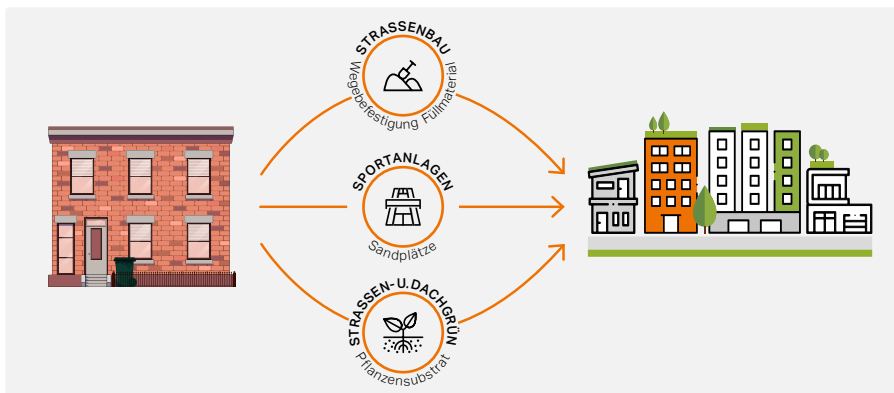 STRASSENBAU
Wegebefestigung Füllmaterial
SPORTANLAGEN
Sandplätze
STRASSEN-U.DACHGRÜN
Pflanzensubstrat